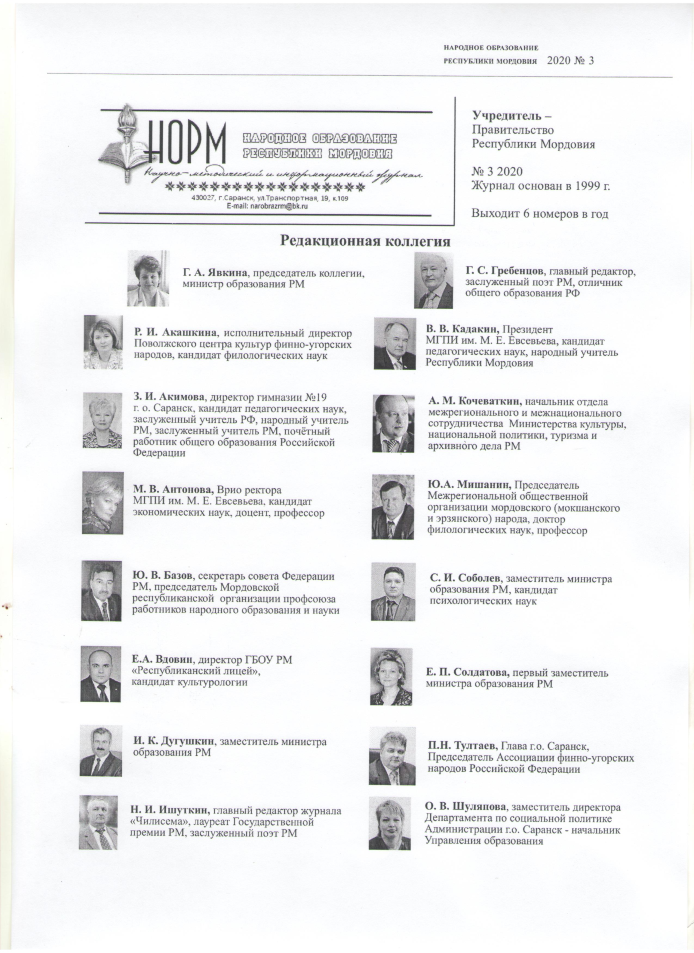 НАРОДНОЕ ОБРАЗОВАНИЕ
РЕСПУБЛИКИ МОРДОВИЯ 2020 № 3
НОРМ
НАРОДНОЕ ОБРАЗОВАНИЕ
РЕСПУБЛИКИ МОРДОВИЯ
Научно-методический и информационный журнал
430027, г.Саранск, ул.Транспортная, 19, к.109
E-mail: narobrazrm@bk.ru
Учредитель –
Правительство
Республики Мордовия
№ 3 2020
Журнал основан в 1999 г.
Выходит 6 номеров в год
Редакционная коллегия
Г. А. Явкина, председатель коллегии,
министр образования РМ
Г. С. Гребенцов, главный редактор,
заслуженный поэт РМ, отличник
общего образования РФ
Р. И. Акашкина, исполнительный директор
Поволжского центра культур финно-угорских
народов, кандидат филологических наук
В. В. Кадакин, Президент
МГПИ им. М. Е. Евсевьева, кандидат
педагогических наук, народный учитель
Республики Мордовия
З. И. Акимова, директор гимназии №19
г. о. Саранск, кандидат педагогических наук,
заслуженный учитель РФ, народный учитель
РМ, заслуженный учитель РМ, почётный
работник общего образования Российской
Федерации
А. М. Кочеваткин, начальник отдела
межрегионального и межнационального
сотрудничества Министерства культуры,
национальной политики, туризма и
архивного дела РМ
М. В. Антонова, Врио ректора
МГПИ им. М. Е. Евсевьева, кандидат
экономических наук, доцент, профессор
Ю.А. Мишанин, Председатель
Межрегиональной общественной
организации мордовского (мокшанского
и эрзянского) народа, доктор
филологических наук, профессор
Ю. В. Базов, секретарь совета Федерации
РМ, председатель Мордовской
республиканской организации профсоюза
работников народного образования и науки
С. И. Соболев, заместитель министра
образования РМ, кандидат
психологических наук
Е.А. Вдовин, директор ГБОУ РМ
«Республиканский лицей»,
кандидат культурологии
Е. П. Солдатова, первый заместитель
министра образования РМ
И. К. Дугушкин, заместитель министра
образования РМ
П.Н. Тултаев, Глава г.о. Саранск,
Председатель Ассоциации финно-угорских
народов Российской Федерации
Н. И. Ишуткин, главный редактор журнала
«Чилисема», лауреат Государственной
премии РМ, заслуженный поэт РМ
О. В. Шуляпова, заместитель директора
Департамента по социальной политике
Администрации г.о. Саранск - начальник
Управления образования